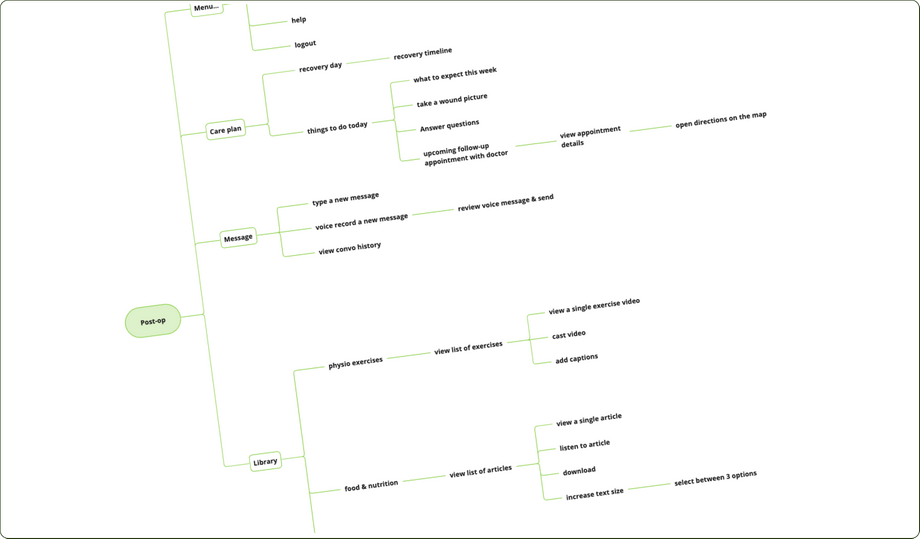 Menu...
help
logout
recovery day
recovery timeline
Care plan
things to do today
what to expect this week
take a wound picture
Answer questions
upcoming follow-up
appointment with doctor
view appointment
details
open directions on the map
Message
type a new message
voice record a new message
review voice message & send
view convo history
Post-op
Library
physio exercises
view list of exercises
view a single exercise video
cast video
add captions
food & nutrition
view list of articles
view a single article
listen to article
download
increase text size
select between 3 options